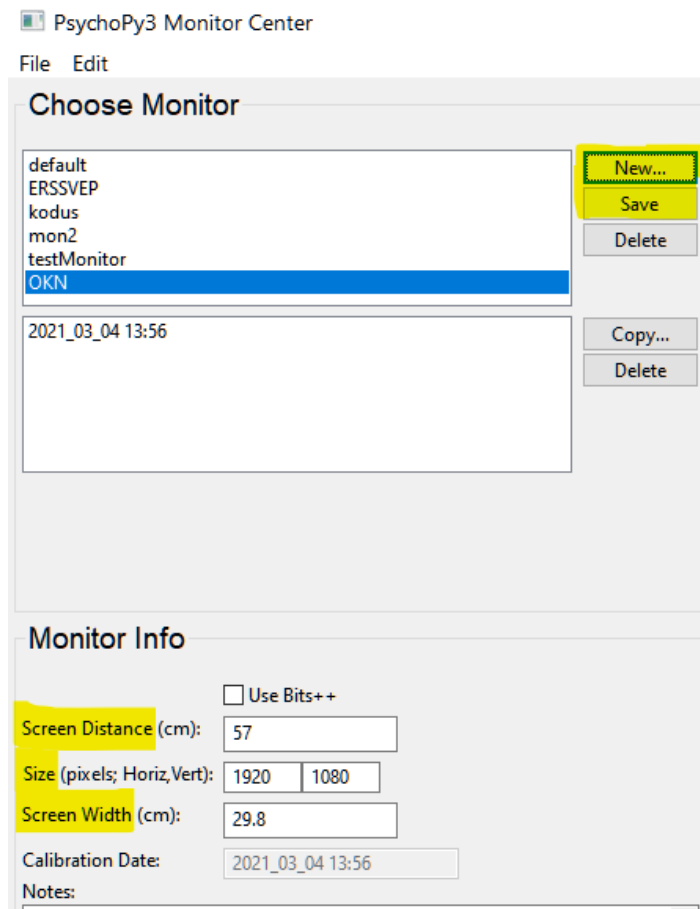 PsychoPy3 Monitor Center
File Edit
Choose Monitor
default
ERSSVEP
kodus
mon2
testMonitor
OKN
New...
Save
Delete
2021_03_04 13:56
Copy...
Delete
Monitor Info
Use Bits++
Screen Distance (cm): 57
Size (pixels; Horiz,Vert): 1920 1080
Screen Width (cm): 29.8
Calibration Date: 2021_03_04 13:56
Notes: